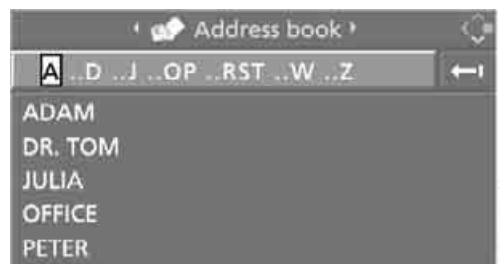 Address book
A ..D ..J ..OP ..RST ..W ..Z
ADAM
DR. TOM
JULIA
OFFICE
PETER